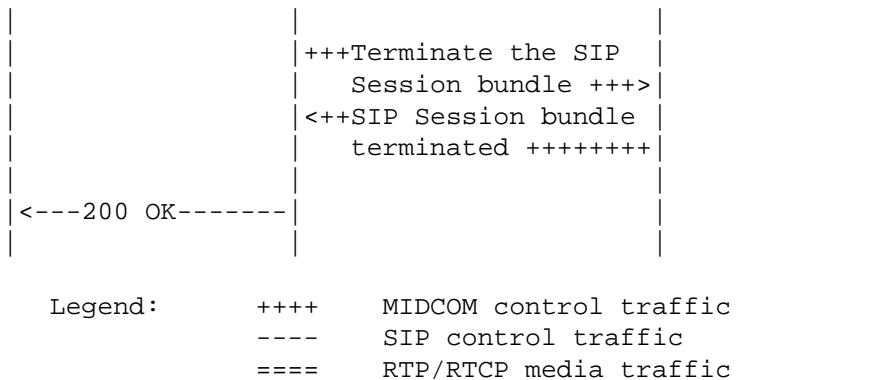 |                 |                      |
|                 |+++Terminate the SIP  |
|                 |   Session bundle +++>|
|                 |<++SIP Session bundle |
|                 |   terminated ++++++++|
|                 |                      |
|<---200 OK-------|                      |
|                 |                      |
Legend:      ++++    MIDCOM control traffic
             ----    SIP control traffic
             ====    RTP/RTCP media traffic